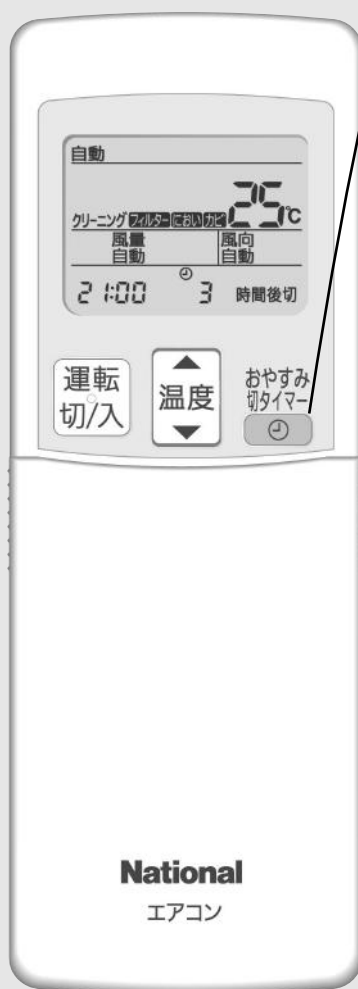 自動
25℃
クリーニング フィルター におい カビ
風量 風向
自動 自動
21:00 3 時間後切
運転
切/入
温度
おやすみ
切タイマー
National
エアコン